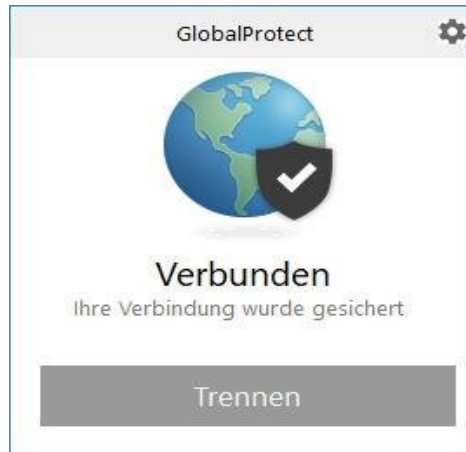 GlobalProtect
Verbunden
Ihre Verbindung wurde gesichert
Trennen